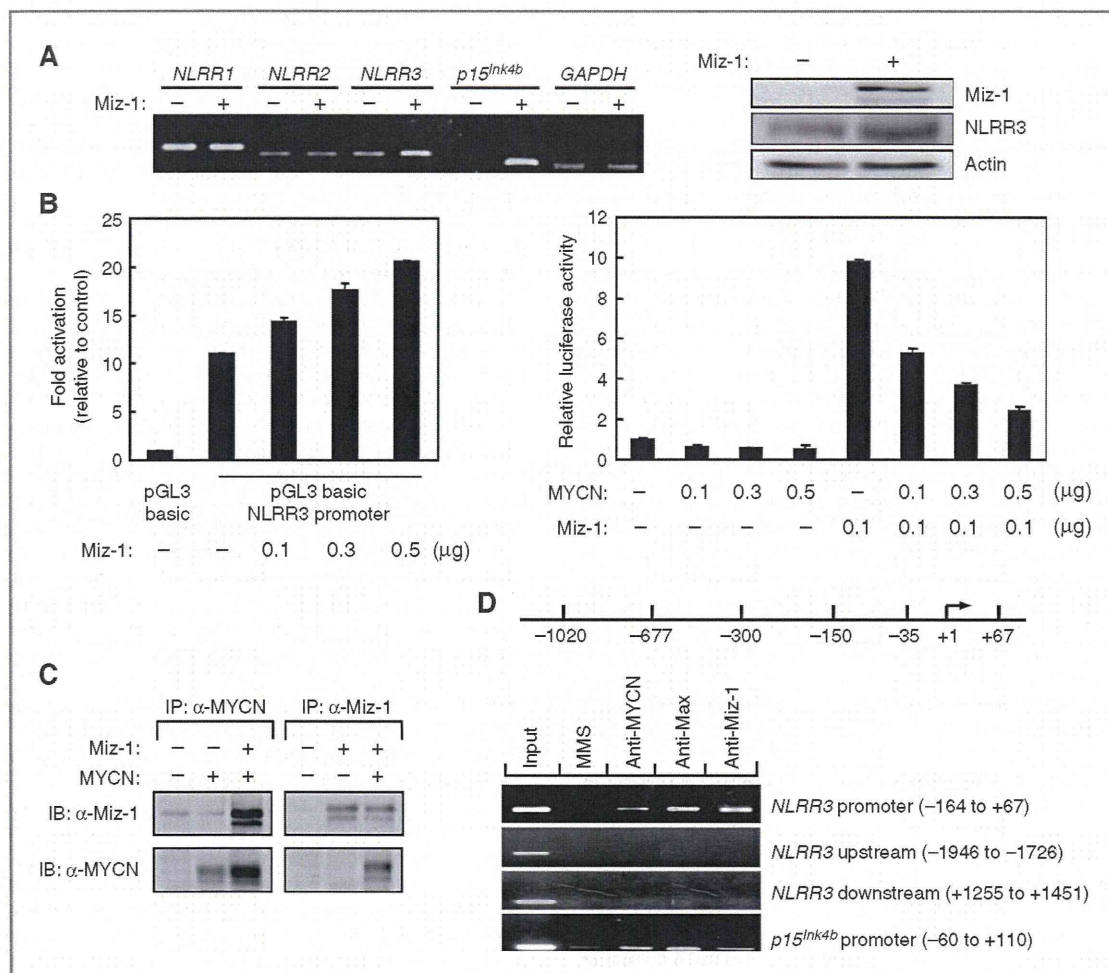 A
NLRR1 NLRR2 NLRR3 p15Ink4b GAPDH
Miz-1: – + – + – + – + – +
Miz-1: – +
Miz-1
NLRR3
Actin
B
Fold activation
(relative to control)
25
20
15
10
5
0
pGL3
basic
pGL3 basic
NLRR3 promoter
Miz-1: – – 0.1 0.3 0.5 (μg)
Relative luciferase activity
12
10
8
6
4
2
0
MYCN: – 0.1 0.3 0.5 – 0.1 0.3 0.5 (μg)
Miz-1: – – – – 0.1 0.1 0.1 0.1 (μg)
C
IP: α-MYCN IP: α-Miz-1
Miz-1: – – + – + +
MYCN: – + + – – +
IB: α-Miz-1
IB: α-MYCN
D
–1020 –677 –300 –150 –35 +1 +67
Input MMS Anti-MYCN Anti-Max Anti-Miz-1
NLRR3 promoter (–164 to +67)
NLRR3 upstream (–1946 to –1726)
NLRR3 downstream (+1255 to +1451)
p15Ink4b promoter (–60 to +110)